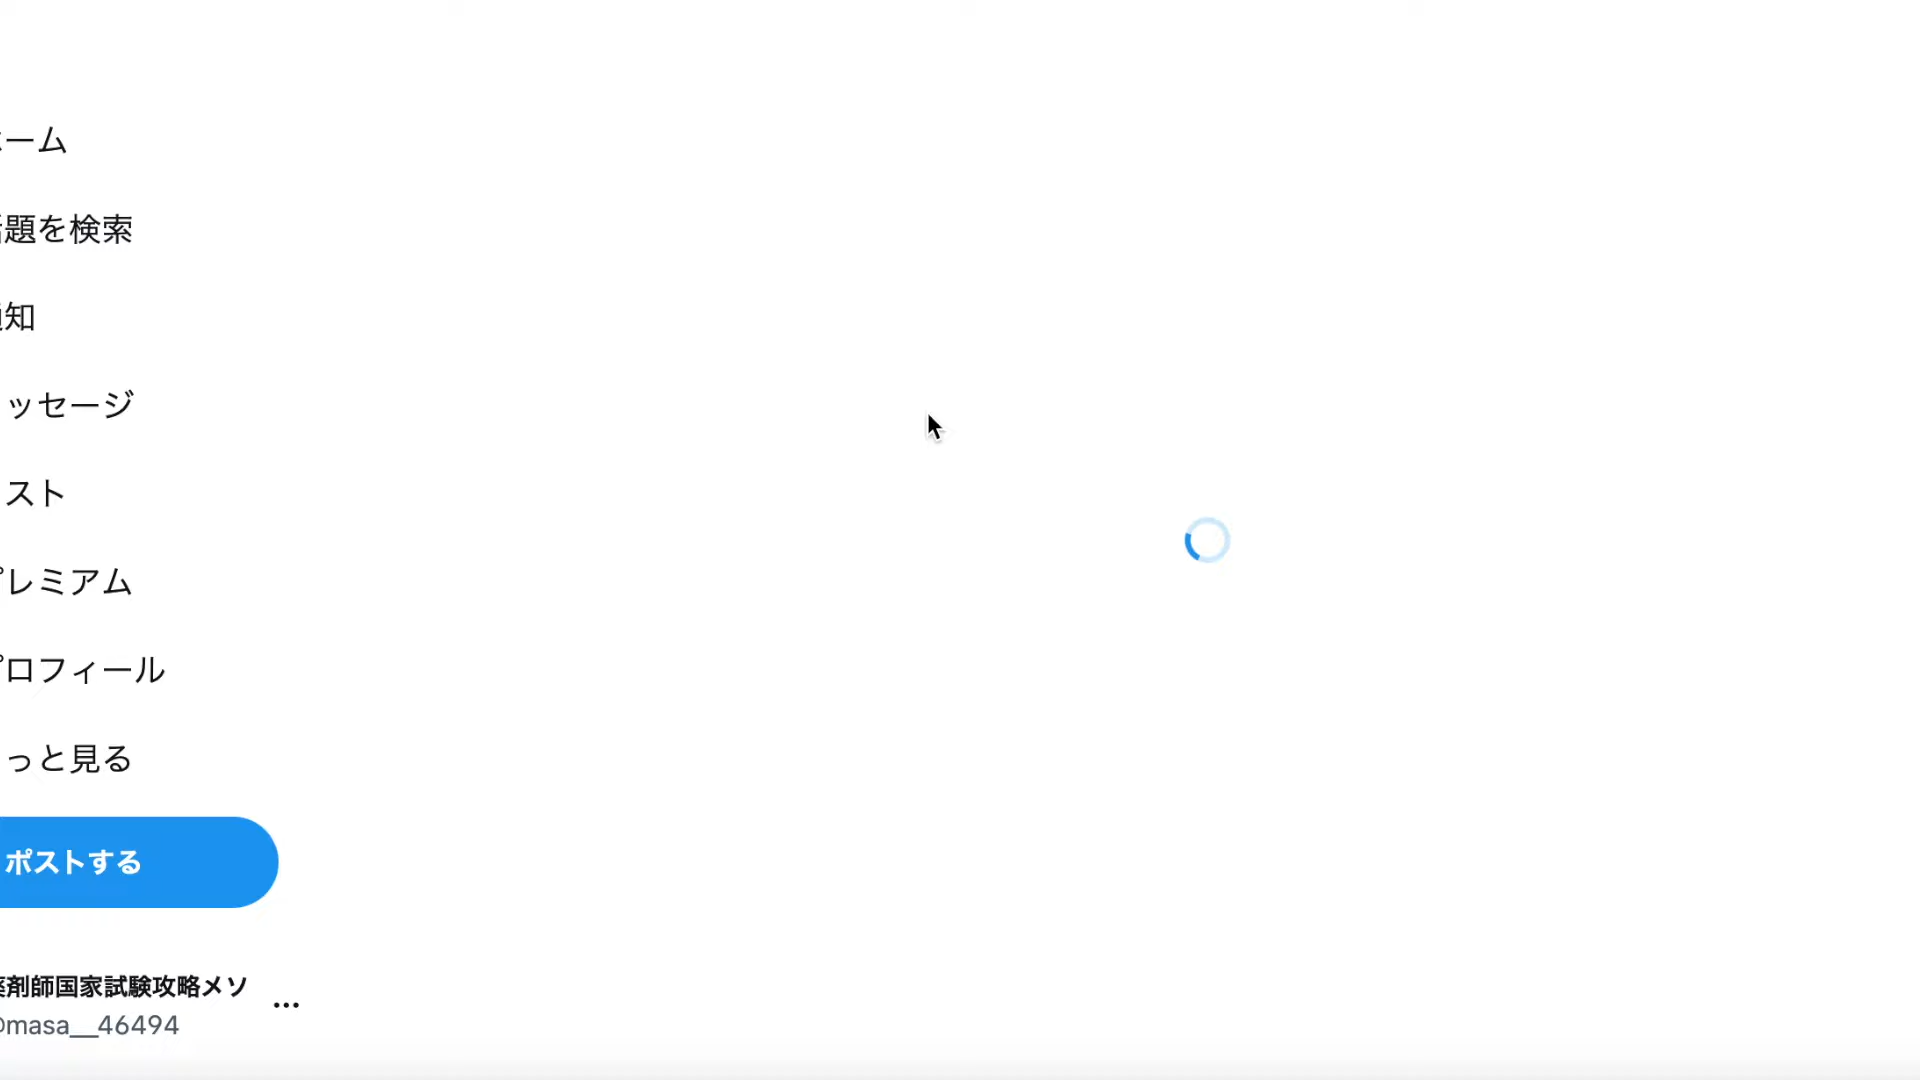 ーム
題を検索
知
ッセージ
スト
プレミアム
プロフィール
っと見る
ポストする
剤師国家試験攻略メソ
@masa__46494